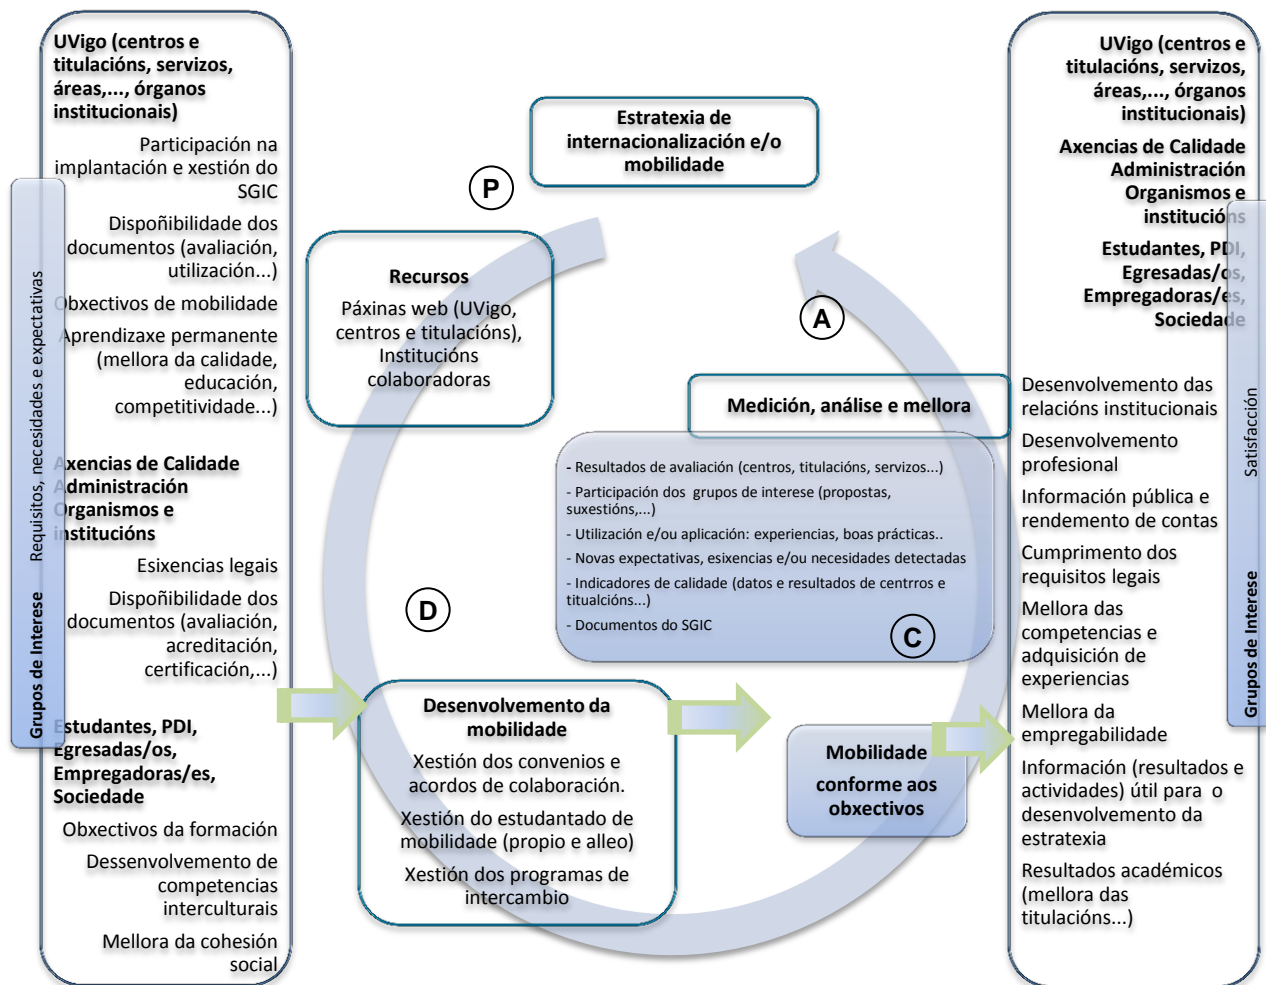 UVigo (centros e
titulacións, servizos,
áreas,..., órganos
institucionais)
Participación na
implantación e xestión do
SGIC
Dispoñibilidade dos
documentos (avaliación,
utilización...)
Obxectivos de mobilidade
Aprendizaxe permanente
(mellora da calidade,
educación,
competitividade...)
Axencias de Calidade
Administración
Organismos e
institucións
Esixencias legais
Dispoñibilidade dos
documentos (avaliación,
acreditación,
certificación,...)
Estudantes, PDI,
Egresadas/os,
Empregadoras/es,
Sociedade
Obxectivos da formación
Dessenvolvemento de
competencias
interculturais
Mellora da cohesión
social
Grupos de Interese Requisitos, necesidades e expectativas
Estratexia de
internacionalización e/o
mobilidade
P
Recursos
Páxinas web (UVigo,
centros e titulacións),
Institucións
colaboradoras
A
Medición, análise e mellora
- Resultados de avaliación (centros, titulacións, servizos...)
- Participación dos grupos de interese (propostas,
suxestións,...)
- Utilización e/ou aplicación: experiencias, boas prácticas..
- Novas expectativas, esixencias e/ou necesidades detectadas
- Indicadores de calidade (datos e resultados de centrros e
titualcións...)
- Documentos do SGIC
C
D
Desenvolvemento da
mobilidade
Xestión dos convenios e
acordos de colaboración.
Xestión do estudantado de
mobilidade (propio e alleo)
Xestión dos programas de
intercambio
Mobilidade
conforme aos
obxectivos
UVigo (centros e
titulacións, servizos,
áreas,..., órganos
institucionais)
Axencias de Calidade
Administración
Organismos e
institucións
Estudantes, PDI,
Egresadas/os,
Empregadoras/es,
Sociedade
Desenvolvemento das
relacións institucionais
Desenvolvemento
profesional
Información pública e
rendemento de contas
Cumprimento dos
requisitos legais
Mellora das
competencias e
adquisición de
experiencias
Mellora da
empregabilidade
Información (resultados e
actividades) útil para o
desenvolvemento da
estratexia
Resultados académicos
(mellora das
titulacións...)
Grupos de Interese Satisfacción